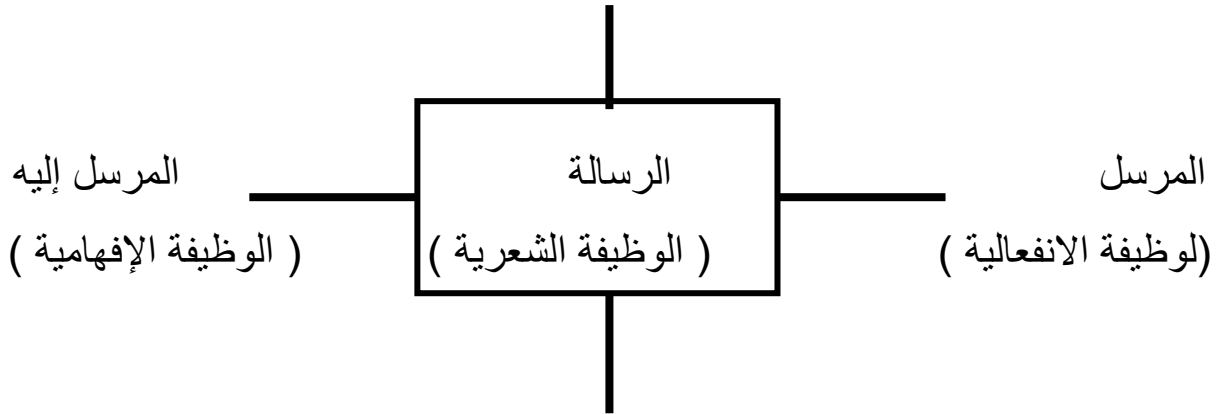 المرسل الرسالة المرسل إليه
(لوظيفة الانفعالية ) ( الوظيفة الشعرية ) ( الوظيفة الإفهامية )